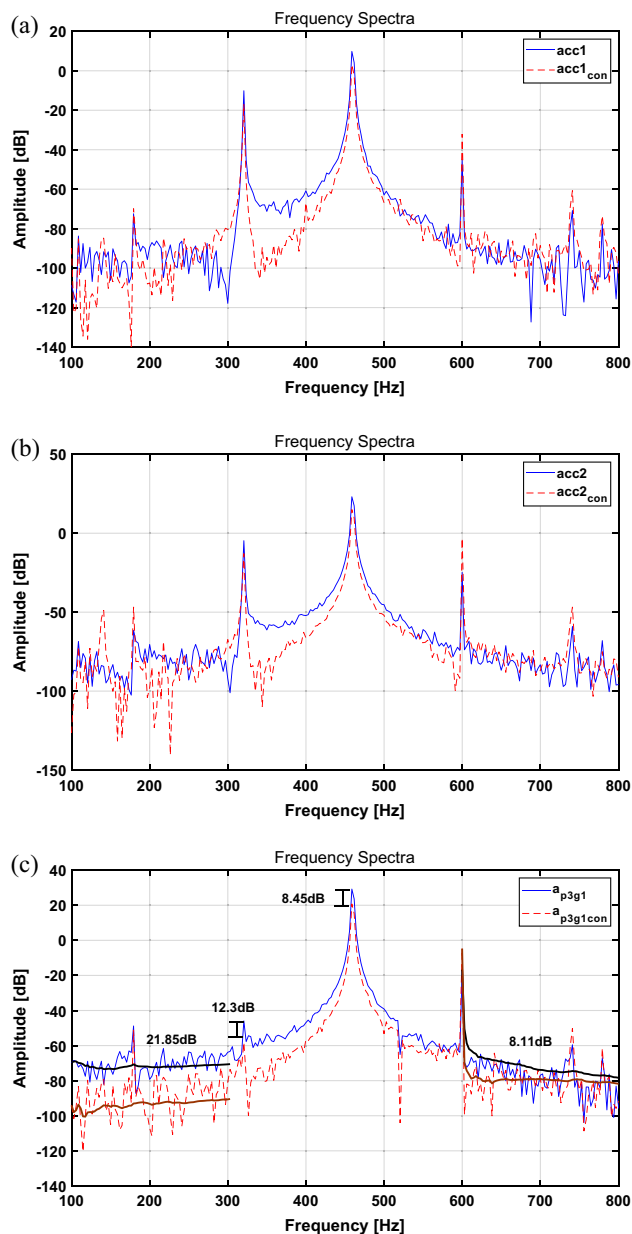 (a)
Frequency Spectra
20
0
-20
-40
-60
-80
-100
-120
-140
Amplitude [dB]
acc1
acc1con
100 200 300 400 500 600 700 800
Frequency [Hz]
(b)
Frequency Spectra
50
0
-50
-100
-150
Amplitude [dB]
acc2
acc2con
100 200 300 400 500 600 700 800
Frequency [Hz]
(c)
Frequency Spectra
40
20
0
-20
-40
-60
-80
-100
-120
-140
Amplitude [dB]
ap3g1
ap3g1con
8.45dB
12.3dB
21.85dB
8.11dB
100 200 300 400 500 600 700 800
Frequency [Hz]